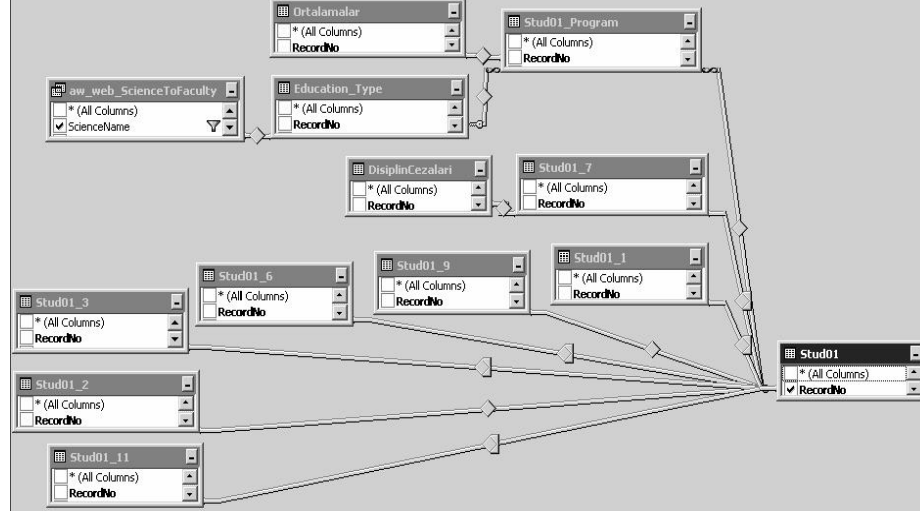 Ortalamalar
* (All Columns)
RecordNo
Stud01_Program
* (All Columns)
RecordNo
aw_web_ScienceToFaculty
* (All Columns)
ScienceName
Education_Type
* (All Columns)
RecordNo
DisiplinCezalari
* (All Columns)
RecordNo
Stud01_7
* (All Columns)
RecordNo
Stud01_1
* (All Columns)
RecordNo
Stud01_9
* (All Columns)
RecordNo
Stud01_6
* (All Columns)
RecordNo
Stud01_3
* (All Columns)
RecordNo
Stud01
* (All Columns)
RecordNo
Stud01_2
* (All Columns)
RecordNo
Stud01_11
* (All Columns)
RecordNo